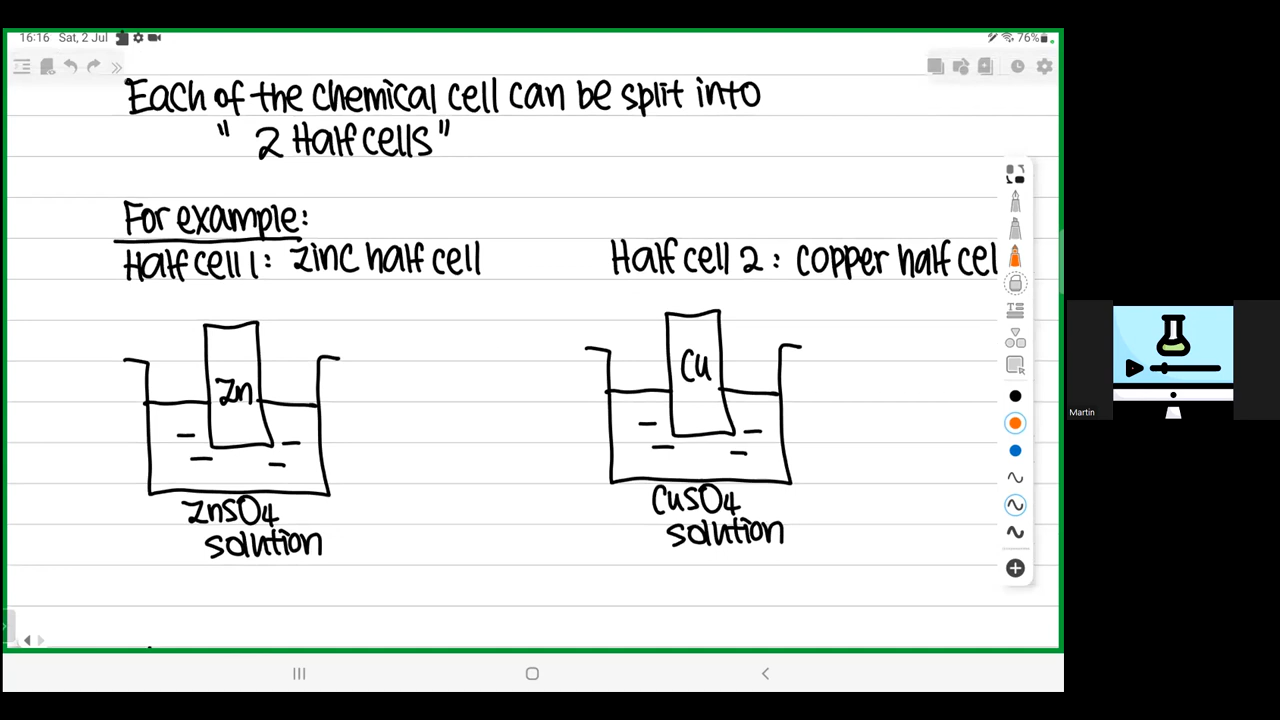 16:16 Sat, 2 Jul
76%
Each of the chemical cell can be split into
" 2 Half cells "
For example:
Half cell 1 : zinc half cell
Half cell 2 : copper half cel
Zn
Cu
ZnSO4
solution
CuSO4
solution
Martin